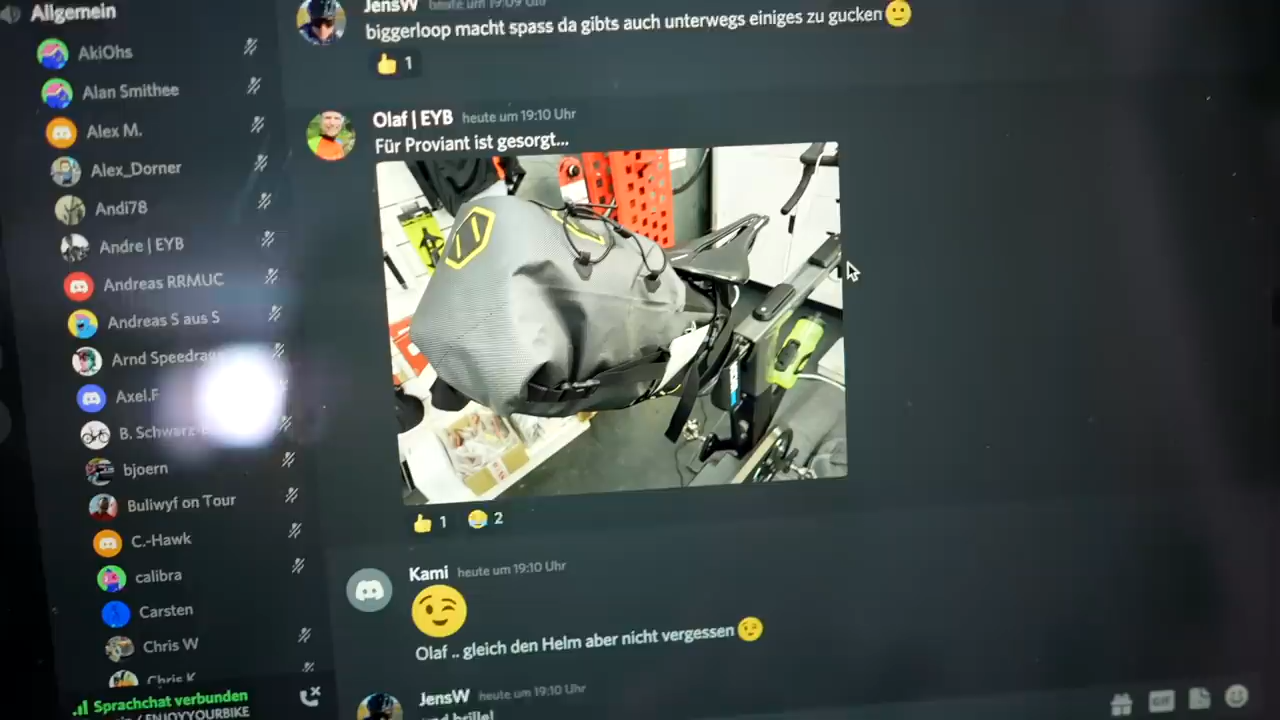 Allgemein
AkiOhs
Alan Smithee
Alex M.
Alex_Dorner
Andi78
Andre | EYB
Andreas RRMUC
Andreas S aus S
Arnd Speedrau
Axel.F
B. Schwarz
bjoern
Buliwyf on Tour
C.-Hawk
calibra
Carsten
Chris W
Chris K
Sprachchat verbunden
/ ENJOYYOURBIKE
JensW heute um 19:09 Uhr
biggerloop macht spass da gibts auch unterwegs einiges zu gucken 🙂
👍 1
Olaf | EYB heute um 19:10 Uhr
Für Proviant ist gesorgt...
👍 1 😂 2
Kami heute um 19:10 Uhr
😉
Olaf .. gleich den Helm aber nicht vergessen 😉
JensW heute um 19:10 Uhr
und brille!
GIF